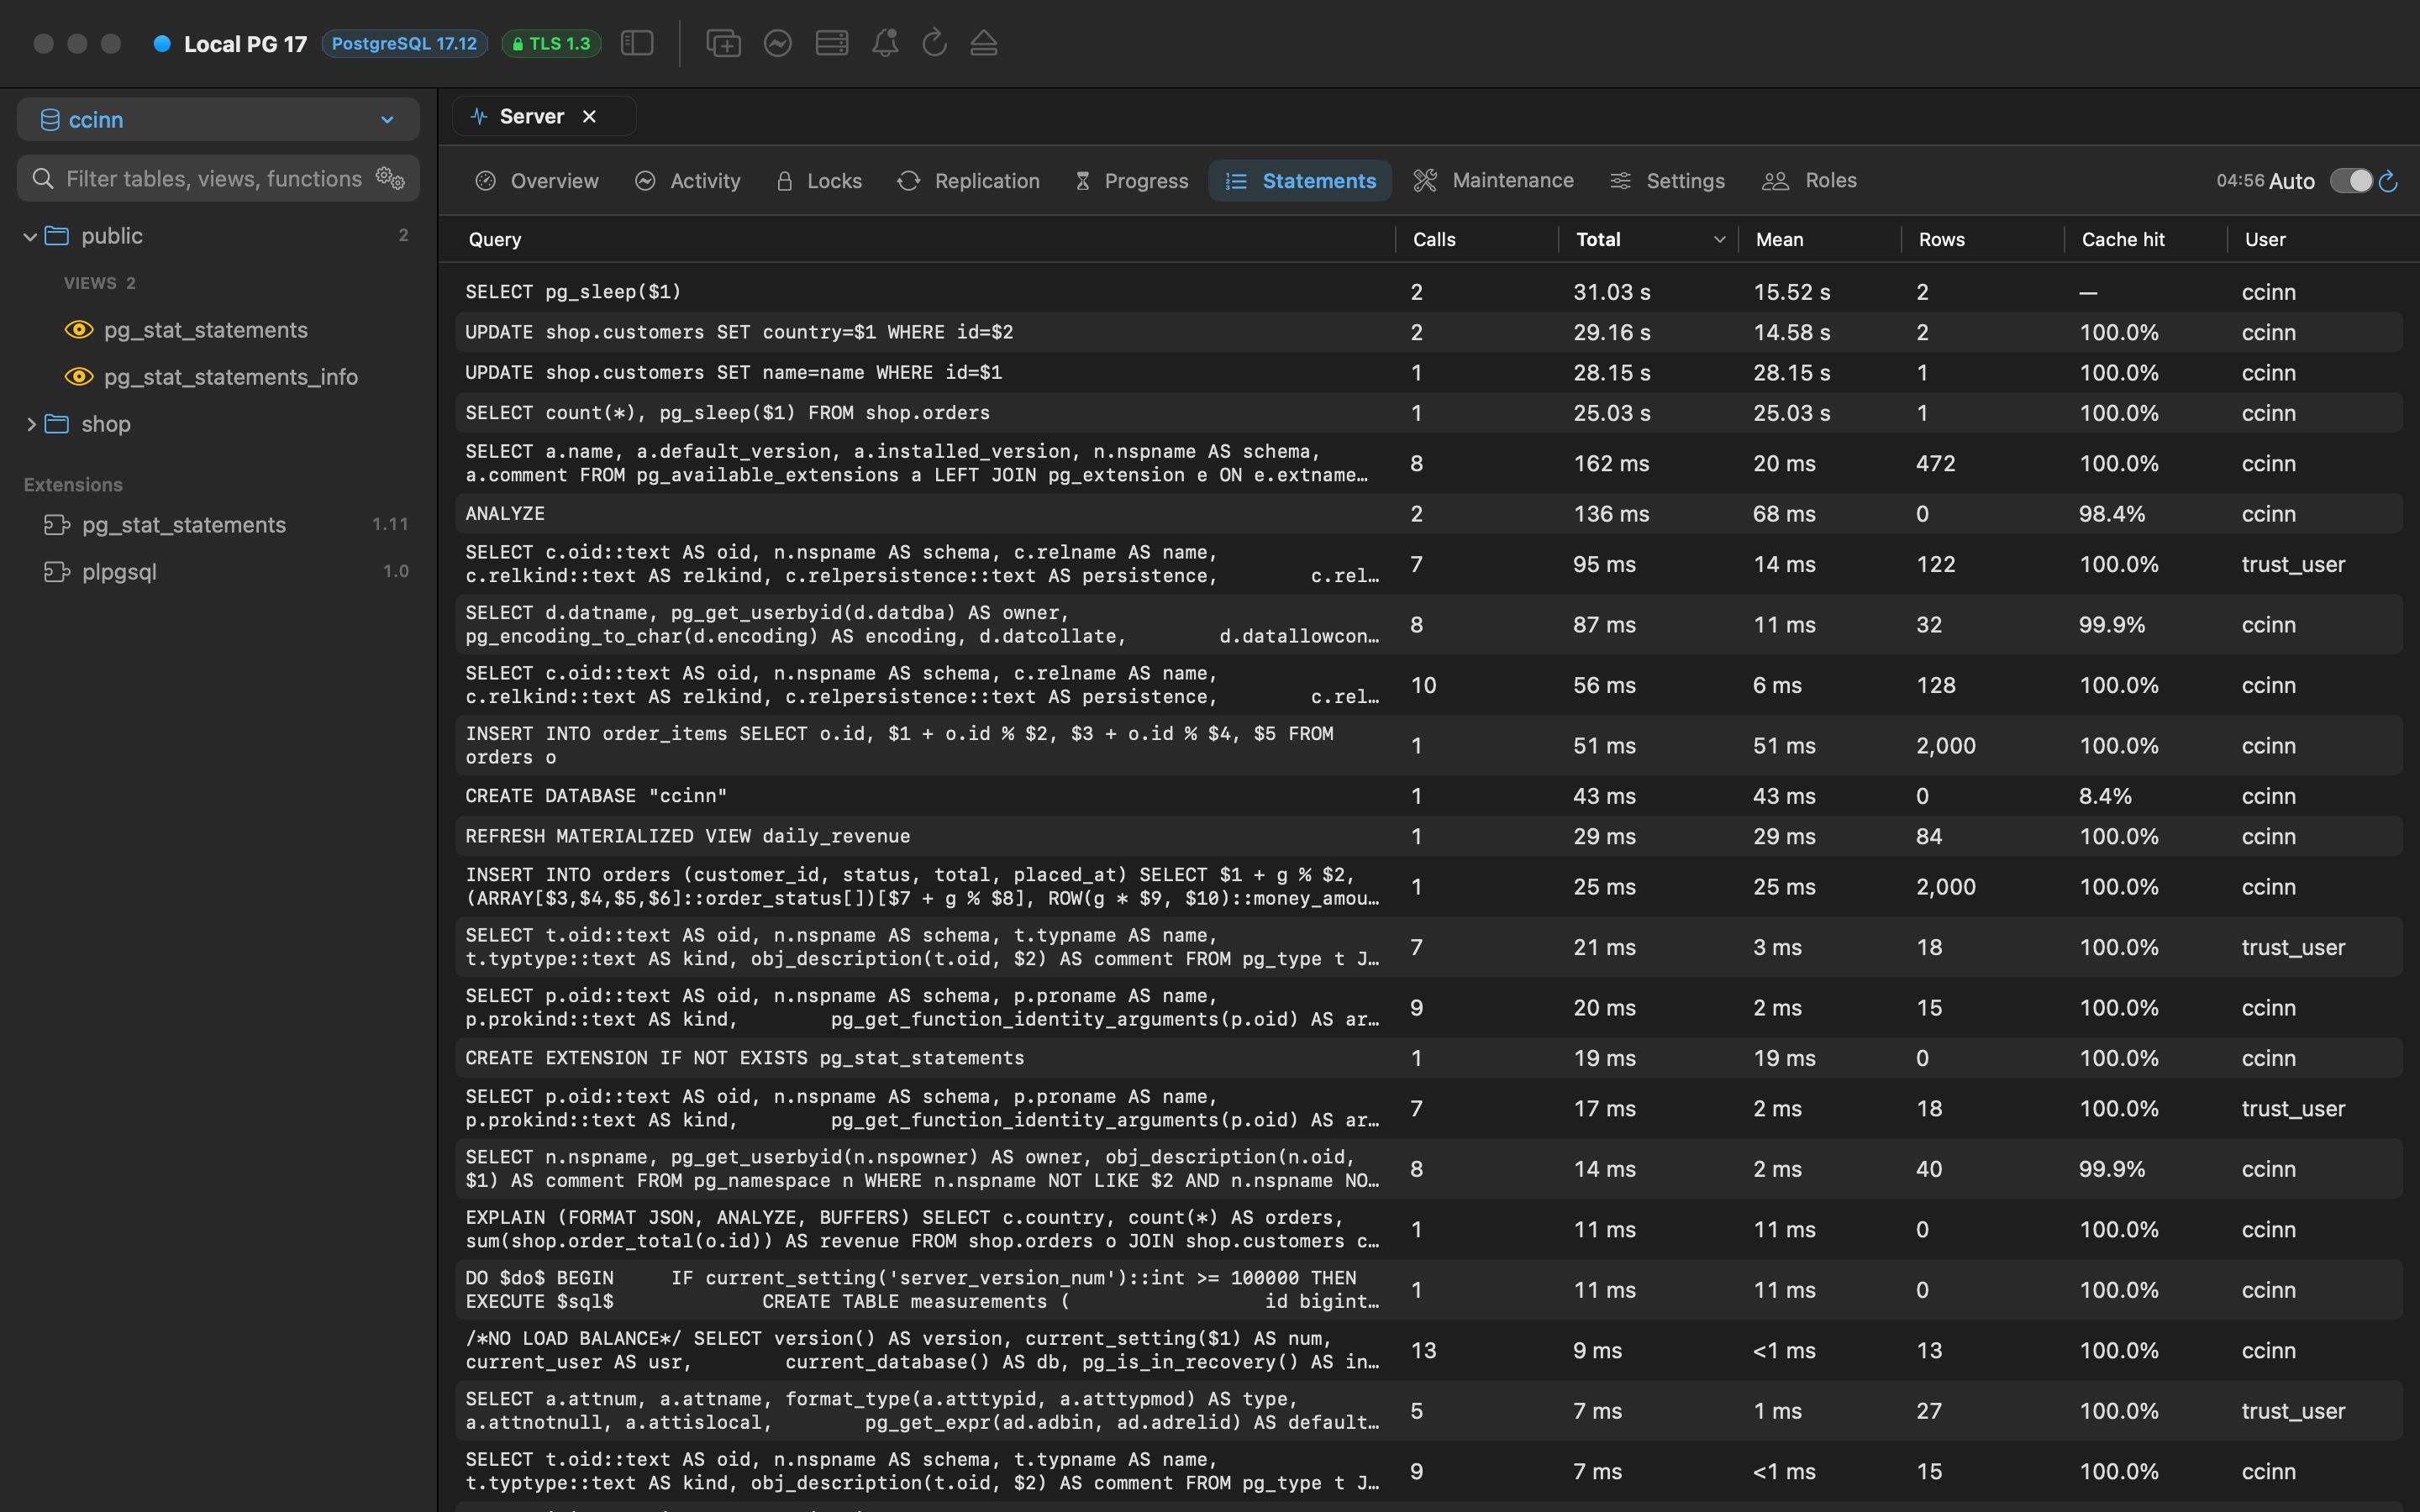 Local PG 17 PostgreSQL 17.12 TLS 1.3
ccinn
Filter tables, views, functions
public 2
VIEWS 2
pg_stat_statements
pg_stat_statements_info
shop
Extensions
pg_stat_statements 1.11
plpgsql 1.0
Server
Overview Activity Locks Replication Progress Statements Maintenance Settings Roles 04:56 Auto
Query Calls Total Mean Rows Cache hit User
SELECT pg_sleep($1) 2 31.03 s 15.52 s 2 — ccinn
UPDATE shop.customers SET country=$1 WHERE id=$2 2 29.16 s 14.58 s 2 100.0% ccinn
UPDATE shop.customers SET name=name WHERE id=$1 1 28.15 s 28.15 s 1 100.0% ccinn
SELECT count(*), pg_sleep($1) FROM shop.orders 1 25.03 s 25.03 s 1 100.0% ccinn
SELECT a.name, a.default_version, a.installed_version, n.nspname AS schema,
a.comment FROM pg_available_extensions a LEFT JOIN pg_extension e ON e.extname… 8 162 ms 20 ms 472 100.0% ccinn
ANALYZE 2 136 ms 68 ms 0 98.4% ccinn
SELECT c.oid::text AS oid, n.nspname AS schema, c.relname AS name,
c.relkind::text AS relkind, c.relpersistence::text AS persistence, c.rel… 7 95 ms 14 ms 122 100.0% trust_user
SELECT d.datname, pg_get_userbyid(d.datdba) AS owner,
pg_encoding_to_char(d.encoding) AS encoding, d.datcollate, d.datallowcon… 8 87 ms 11 ms 32 99.9% ccinn
SELECT c.oid::text AS oid, n.nspname AS schema, c.relname AS name,
c.relkind::text AS relkind, c.relpersistence::text AS persistence, c.rel… 10 56 ms 6 ms 128 100.0% ccinn
INSERT INTO order_items SELECT o.id, $1 + o.id % $2, $3 + o.id % $4, $5 FROM
orders o 1 51 ms 51 ms 2,000 100.0% ccinn
CREATE DATABASE "ccinn" 1 43 ms 43 ms 0 8.4% ccinn
REFRESH MATERIALIZED VIEW daily_revenue 1 29 ms 29 ms 84 100.0% ccinn
INSERT INTO orders (customer_id, status, total, placed_at) SELECT $1 + g % $2,
(ARRAY[$3,$4,$5,$6]::order_status[])[$7 + g % $8], ROW(g * $9, $10)::money_amou… 1 25 ms 25 ms 2,000 100.0% ccinn
SELECT t.oid::text AS oid, n.nspname AS schema, t.typname AS name,
t.typtype::text AS kind, obj_description(t.oid, $2) AS comment FROM pg_type t J… 7 21 ms 3 ms 18 100.0% trust_user
SELECT p.oid::text AS oid, n.nspname AS schema, p.proname AS name,
p.prokind::text AS kind, pg_get_function_identity_arguments(p.oid) AS ar… 9 20 ms 2 ms 15 100.0% ccinn
CREATE EXTENSION IF NOT EXISTS pg_stat_statements 1 19 ms 19 ms 0 100.0% ccinn
SELECT p.oid::text AS oid, n.nspname AS schema, p.proname AS name,
p.prokind::text AS kind, pg_get_function_identity_arguments(p.oid) AS ar… 7 17 ms 2 ms 18 100.0% trust_user
SELECT n.nspname, pg_get_userbyid(n.nspowner) AS owner, obj_description(n.oid,
$1) AS comment FROM pg_namespace n WHERE n.nspname NOT LIKE $2 AND n.nspname NO… 8 14 ms 2 ms 40 99.9% ccinn
EXPLAIN (FORMAT JSON, ANALYZE, BUFFERS) SELECT c.country, count(*) AS orders,
sum(shop.order_total(o.id)) AS revenue FROM shop.orders o JOIN shop.customers c… 1 11 ms 11 ms 0 100.0% ccinn
DO $do$ BEGIN IF current_setting('server_version_num')::int >= 100000 THEN
EXECUTE $sql$ CREATE TABLE measurements ( id bigint… 1 11 ms 11 ms 0 100.0% ccinn
/*NO LOAD BALANCE*/ SELECT version() AS version, current_setting($1) AS num,
current_user AS usr, current_database() AS db, pg_is_in_recovery() AS in… 13 9 ms <1 ms 13 100.0% ccinn
SELECT a.attnum, a.attname, format_type(a.atttypid, a.atttypmod) AS type,
a.attnotnull, a.attislocal, pg_get_expr(ad.adbin, ad.adrelid) AS default… 5 7 ms 1 ms 27 100.0% trust_user
SELECT t.oid::text AS oid, n.nspname AS schema, t.typname AS name,
t.typtype::text AS kind, obj_description(t.oid, $2) AS comment FROM pg_type t J… 9 7 ms <1 ms 15 100.0% ccinn